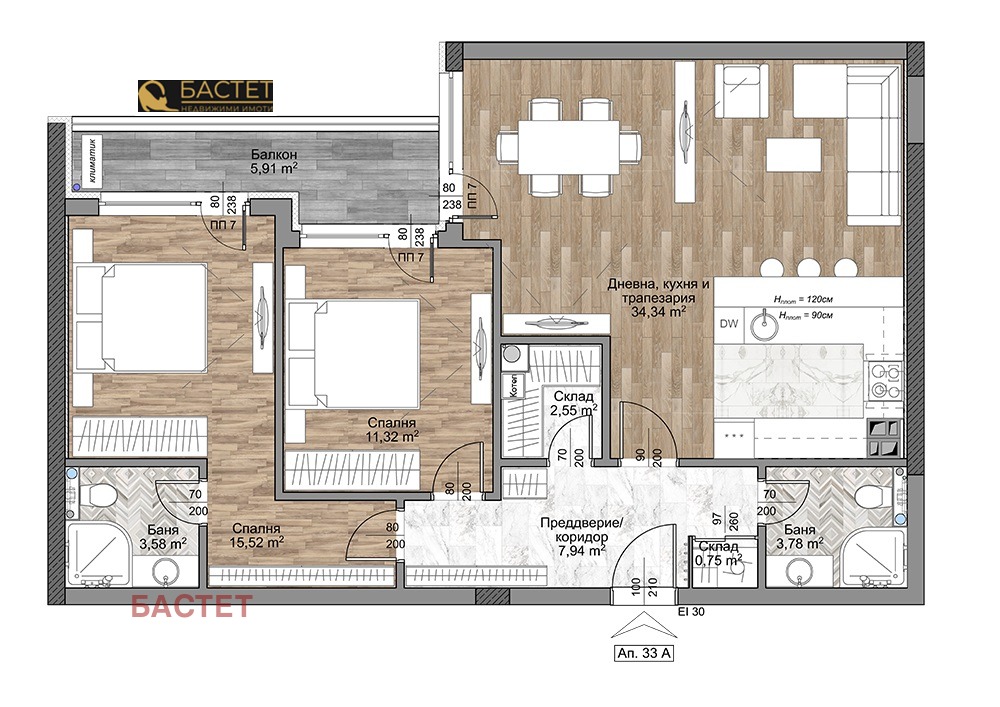 БАСТЕТ
НЕДВИЖИМИ ИМОТИ
климатик
Балкон
5,91 m²
80
238
ПП 7
80
238
ПП 7
80
238
ПП 7
Дневна, кухня и
трапезария
34,34 m²
Hплот = 120см
Hплот = 90см
DW
Котел
Склад
2,55 m²
Спалня
11,32 m²
70
200
90
200
80
200
70
200
Баня
3,58 m²
Спалня
15,52 m²
80
200
Преддверие/
коридор
7,94 m²
97
260
70
200
Баня
3,78 m²
Склад
0,75 m²
100
210
EI 30
БАСТЕТ
Ап. 33 А